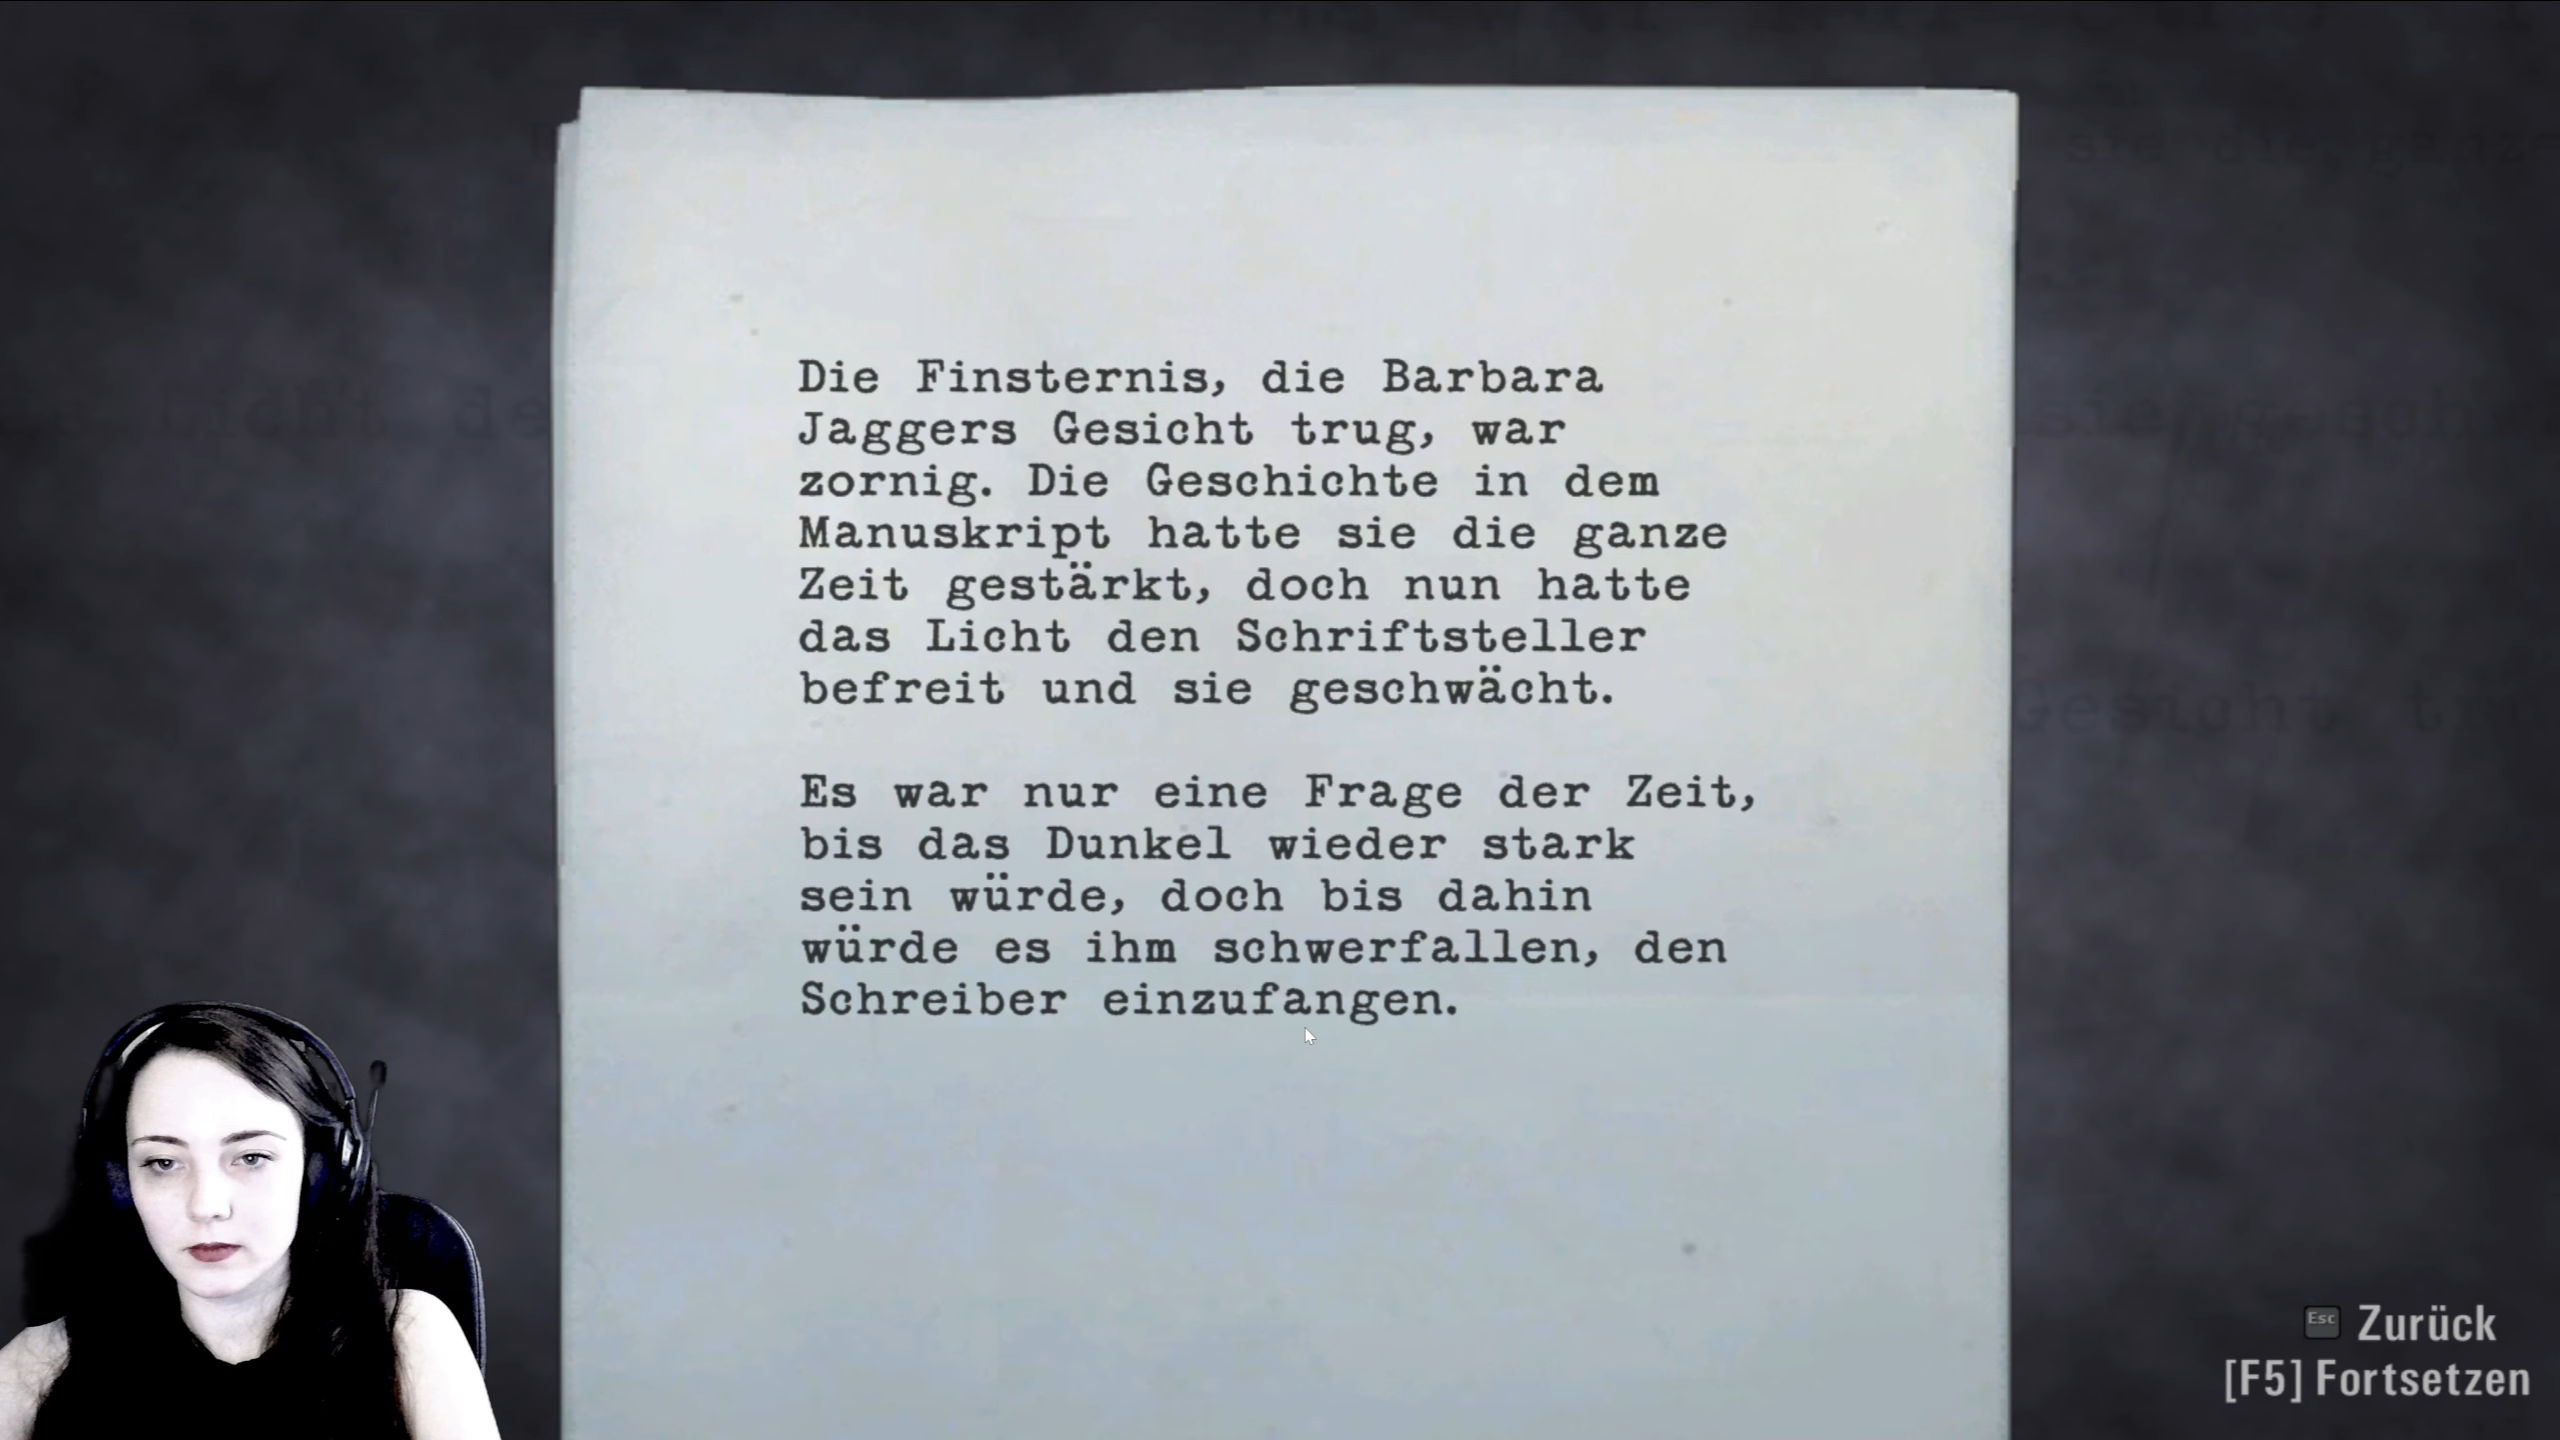 Die Finsternis, die Barbara
Jaggers Gesicht trug, war
zornig. Die Geschichte in dem
Manuskript hatte sie die ganze
Zeit gestärkt, doch nun hatte
das Licht den Schriftsteller
befreit und sie geschwächt.
Es war nur eine Frage der Zeit,
bis das Dunkel wieder stark
sein würde, doch bis dahin
würde es ihm schwerfallen, den
Schreiber einzufangen.
Esc Zurück
[F5] Fortsetzen